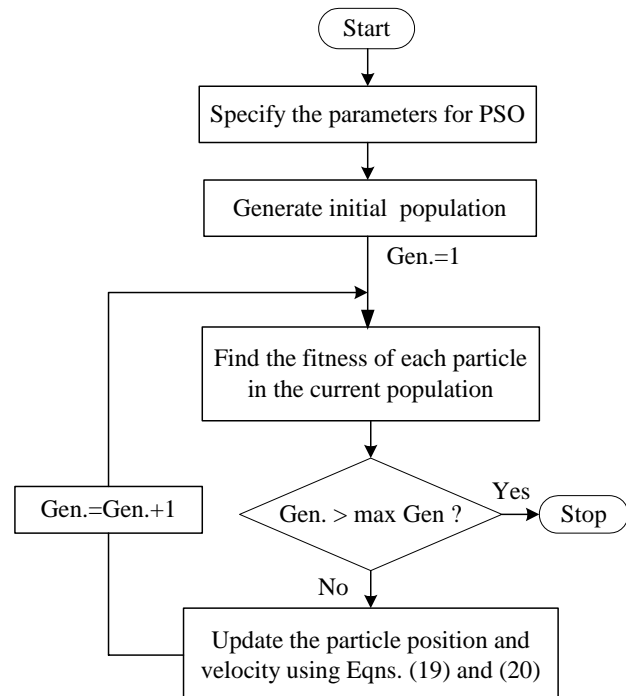 Start
Specify the parameters for PSO
Generate initial population
Gen.=1
Find the fitness of each particle
in the current population
Gen. > max Gen ?
Yes
Stop
No
Update the particle position and
velocity using Eqns. (19) and (20)
Gen.=Gen.+1